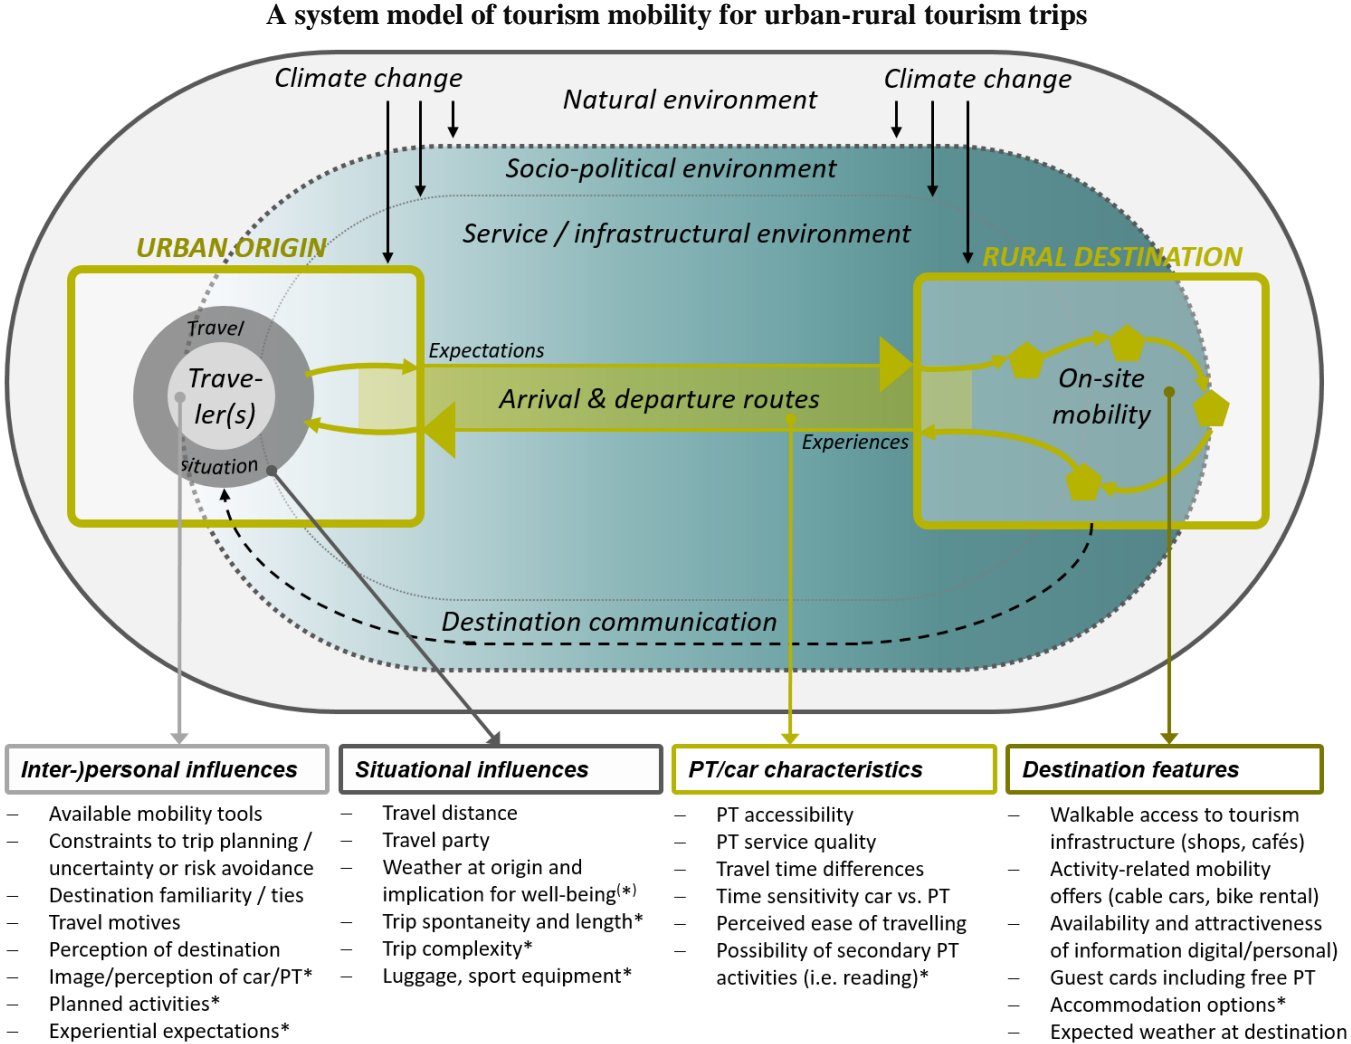 A system model of tourism mobility for urban-rural tourism trips
Climate change
Climate change
Natural environment
Socio-political environment
Service / infrastructural environment
URBAN ORIGIN
RURAL DESTINATION
Travel
Trave-
ler(s)
situation
Expectations
Arrival & departure routes
Experiences
On-site
mobility
Destination communication
Inter-)personal influences
– Available mobility tools
– Constraints to trip planning /
uncertainty or risk avoidance
– Destination familiarity / ties
– Travel motives
– Perception of destination
– Image/perception of car/PT*
– Planned activities*
– Experiential expectations*
Situational influences
– Travel distance
– Travel party
– Weather at origin and
implication for well-being(*)
– Trip spontaneity and length*
– Trip complexity*
– Luggage, sport equipment*
PT/car characteristics
– PT accessibility
– PT service quality
– Travel time differences
– Time sensitivity car vs. PT
– Perceived ease of travelling
– Possibility of secondary PT
activities (i.e. reading)*
Destination features
– Walkable access to tourism
infrastructure (shops, cafés)
– Activity-related mobility
offers (cable cars, bike rental)
– Availability and attractiveness
of information digital/personal)
– Guest cards including free PT
– Accommodation options*
– Expected weather at destination